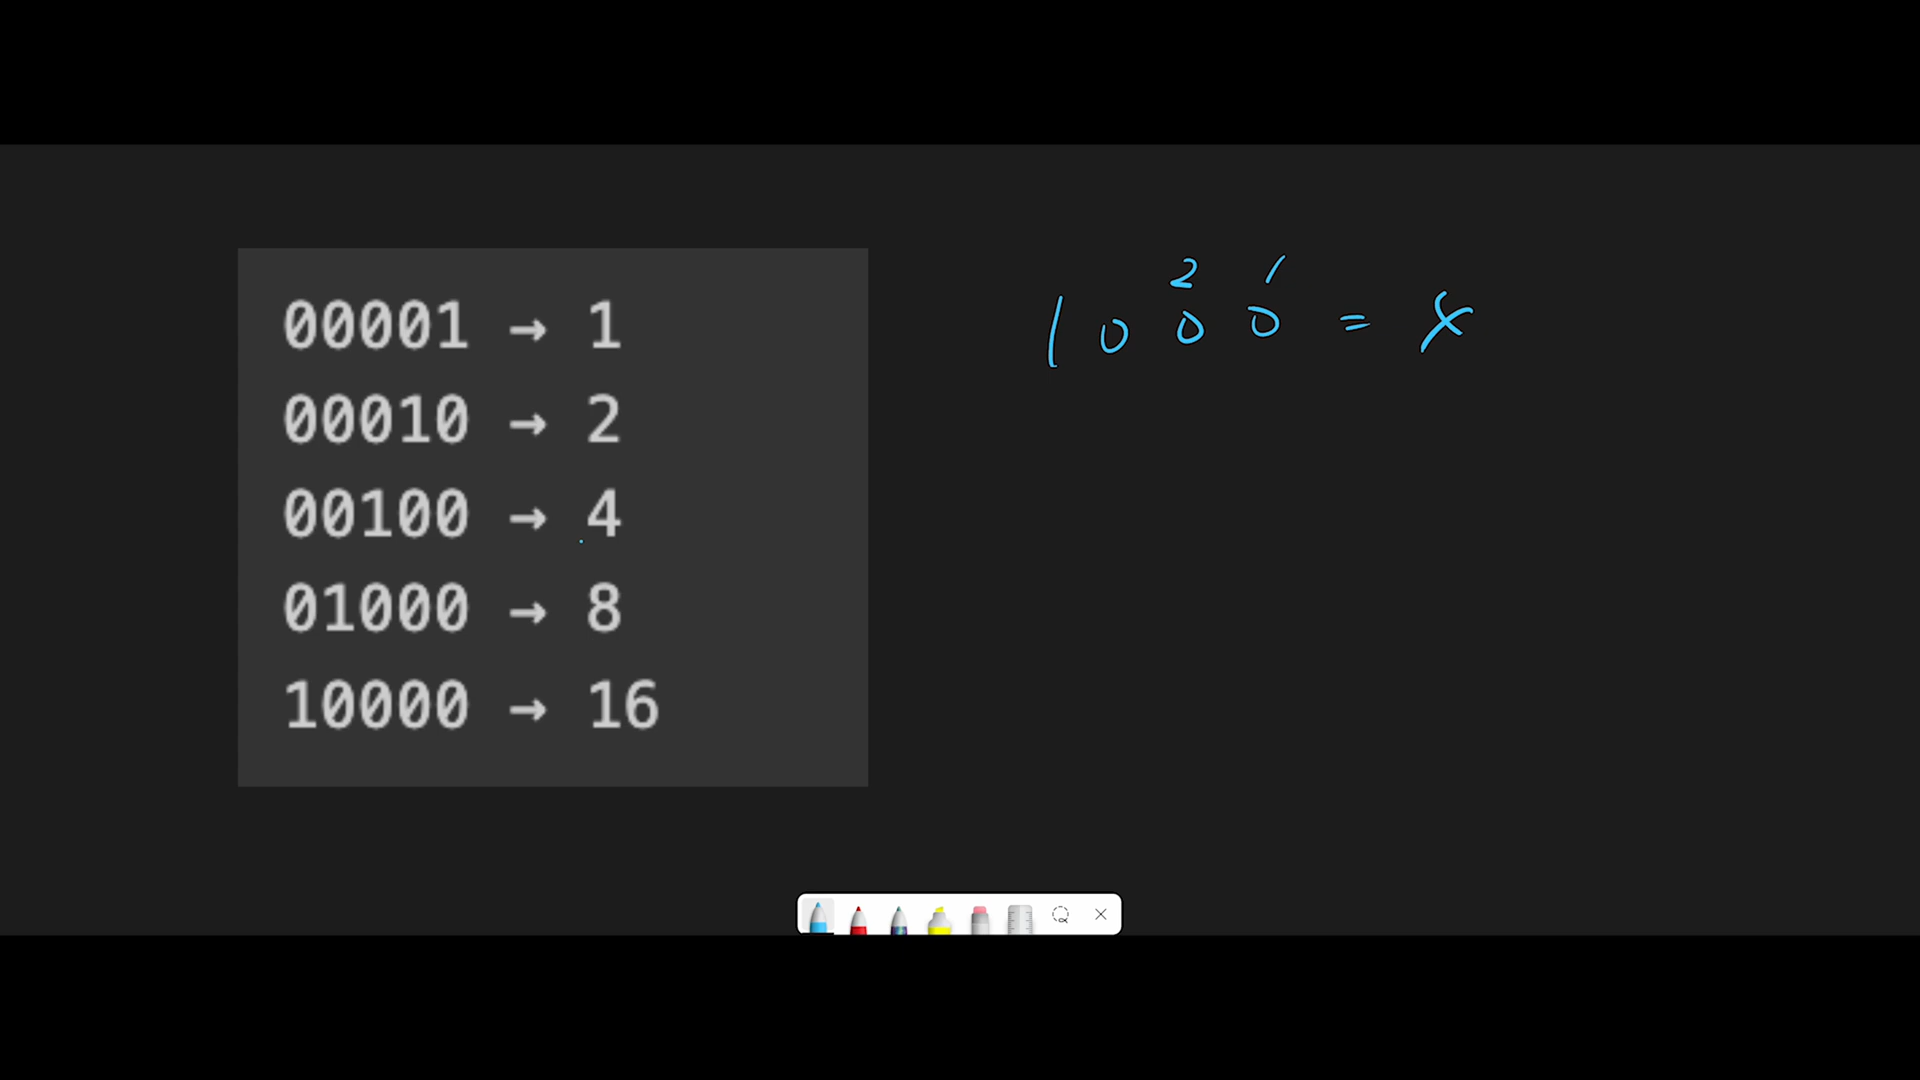 00001 → 1
00010 → 2
00100 → 4
01000 → 8
10000 → 16
2 1
1 0 0 0 =